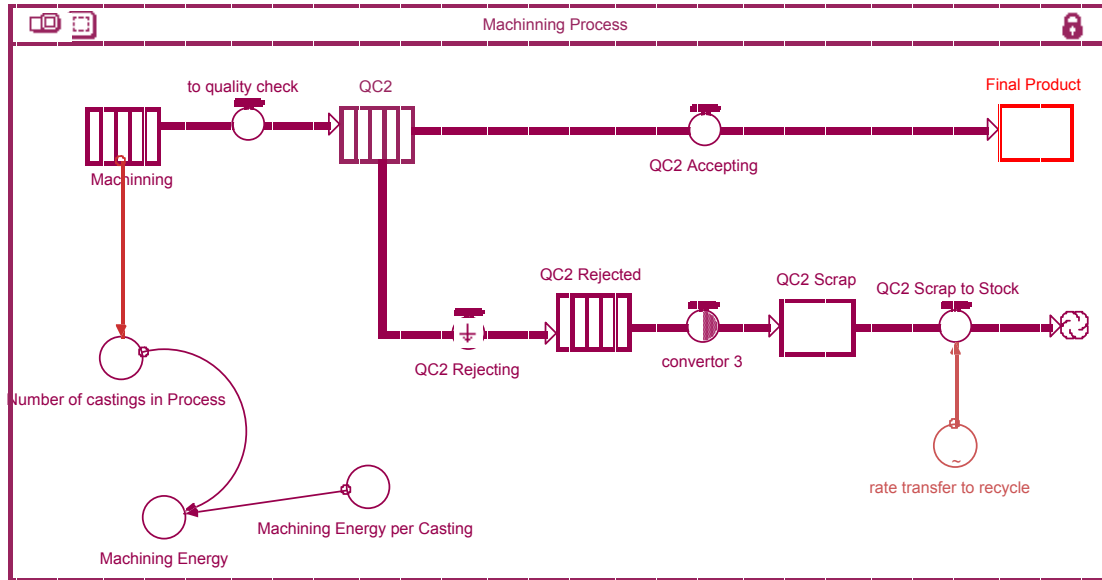 Machinning Process
to quality check
QC2
Final Product
Machinning
QC2 Accepting
QC2 Rejected
QC2 Scrap
QC2 Scrap to Stock
QC2 Rejecting
convertor 3
Number of castings in Process
~
rate transfer to recycle
Machining Energy per Casting
Machining Energy